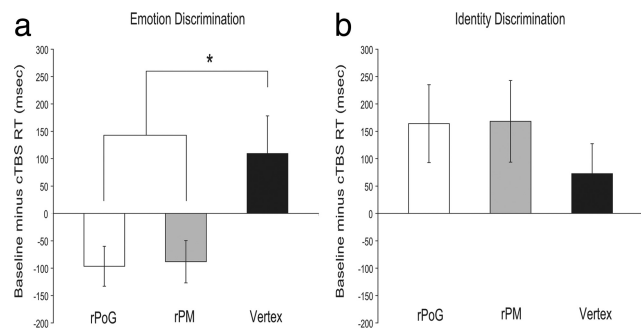 a
Emotion Discrimination
Baseline minus cTBS RT (msec)
300
250
200
150
100
50
0
-50
-100
-150
-200
*
rPoG rPM Vertex
b
Identity Discrimination
Baseline minus cTBS RT (msec)
300
250
200
150
100
50
0
-50
-100
-150
-200
rPoG rPM Vertex